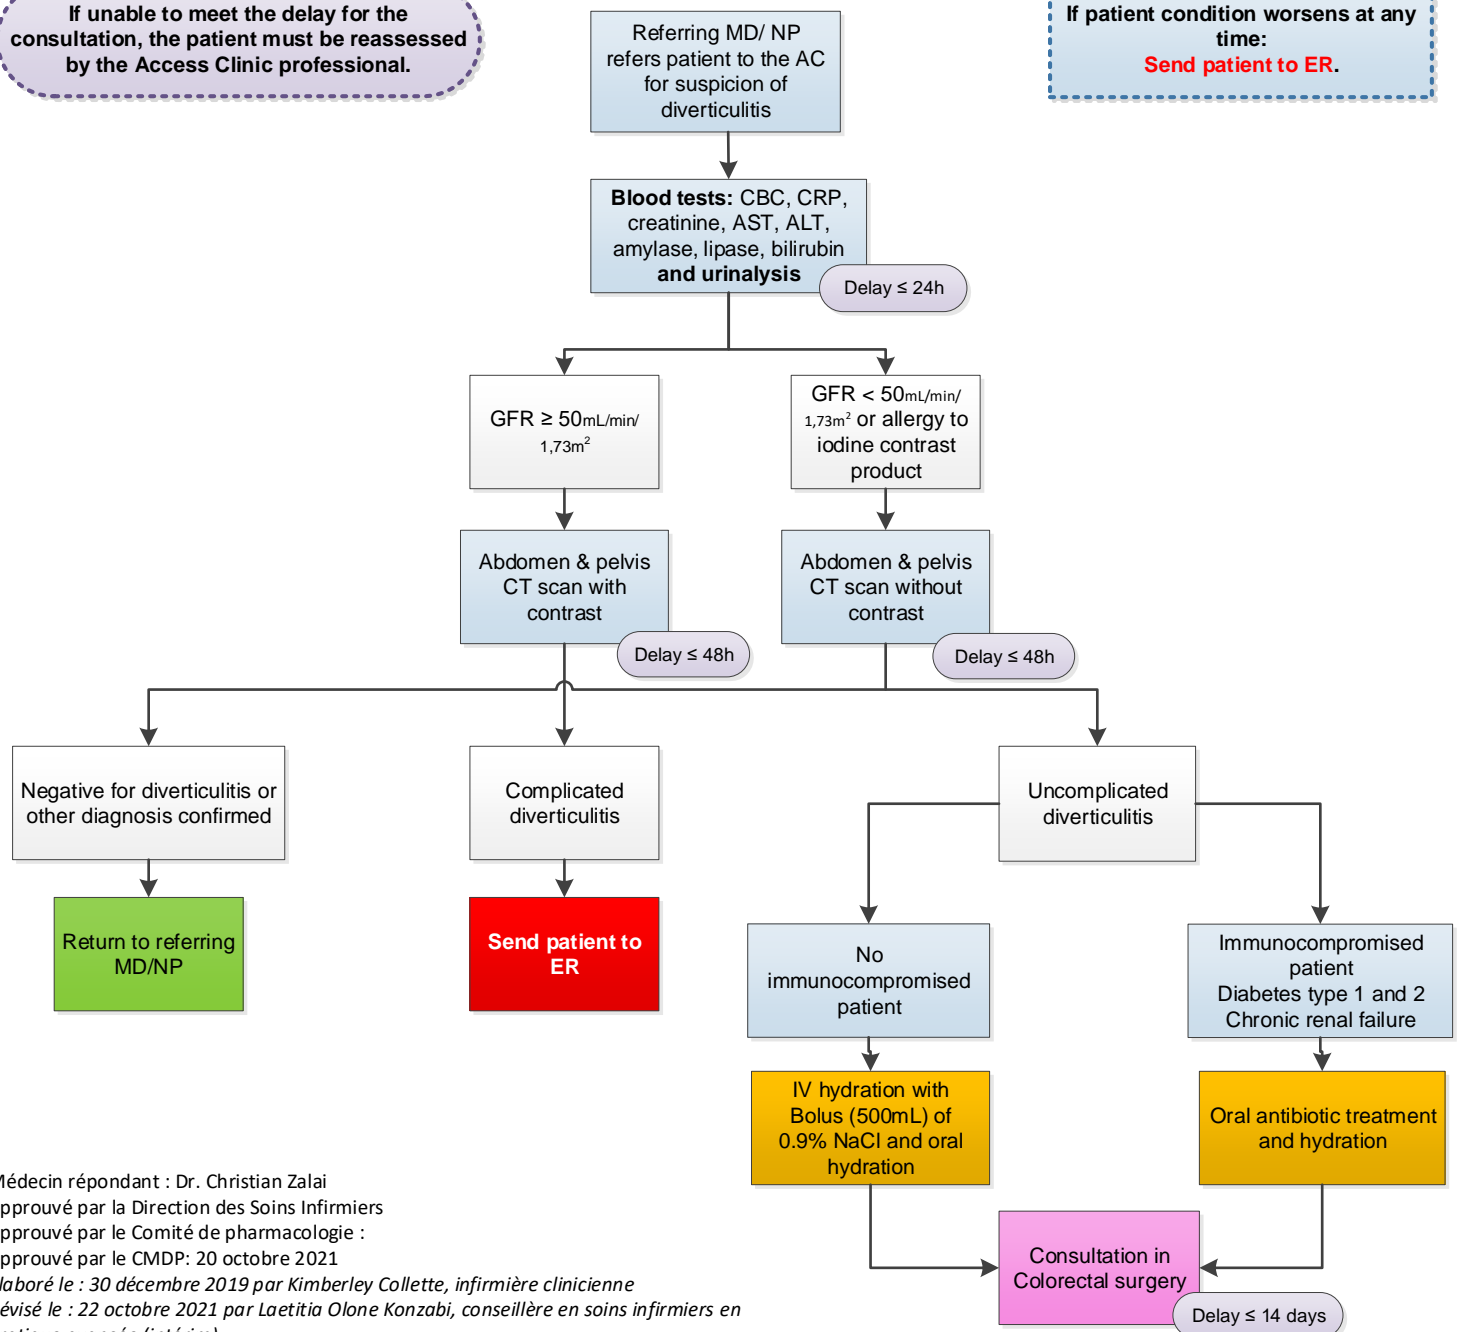 If unable to meet the delay for the
consultation, the patient must be reassessed
by the Access Clinic professional.
Referring MD/ NP
refers patient to the AC
for suspicion of
diverticulitis
If patient condition worsens at any
time:
Send patient to ER.
Blood tests: CBC, CRP,
creatinine, AST, ALT,
amylase, lipase, bilirubin
and urinalysis
Delay ≤ 24h
GFR ≥ 50mL/min/
1,73m²
GFR < 50mL/min/
1,73m² or allergy to
iodine contrast
product
Abdomen & pelvis
CT scan with
contrast
Delay ≤ 48h
Abdomen & pelvis
CT scan without
contrast
Delay ≤ 48h
Negative for diverticulitis or
other diagnosis confirmed
Complicated
diverticulitis
Uncomplicated
diverticulitis
Return to referring
MD/NP
Send patient to
ER
No
immunocompromised
patient
Immunocompromised
patient
Diabetes type 1 and 2
Chronic renal failure
IV hydration with
Bolus (500mL) of
0.9% NaCl and oral
hydration
Oral antibiotic treatment
and hydration
Consultation in
Colorectal surgery
Delay ≤ 14 days
Médecin répondant : Dr. Christian Zalai
pprouvé par la Direction des Soins Infirmiers
pprouvé par le Comité de pharmacologie :
pprouvé par le CMDP: 20 octobre 2021
laboré le : 30 décembre 2019 par Kimberley Collette, infirmière clinicienne
évisé le : 22 octobre 2021 par Laetitia Olone Konzabi, conseillère en soins infirmiers en